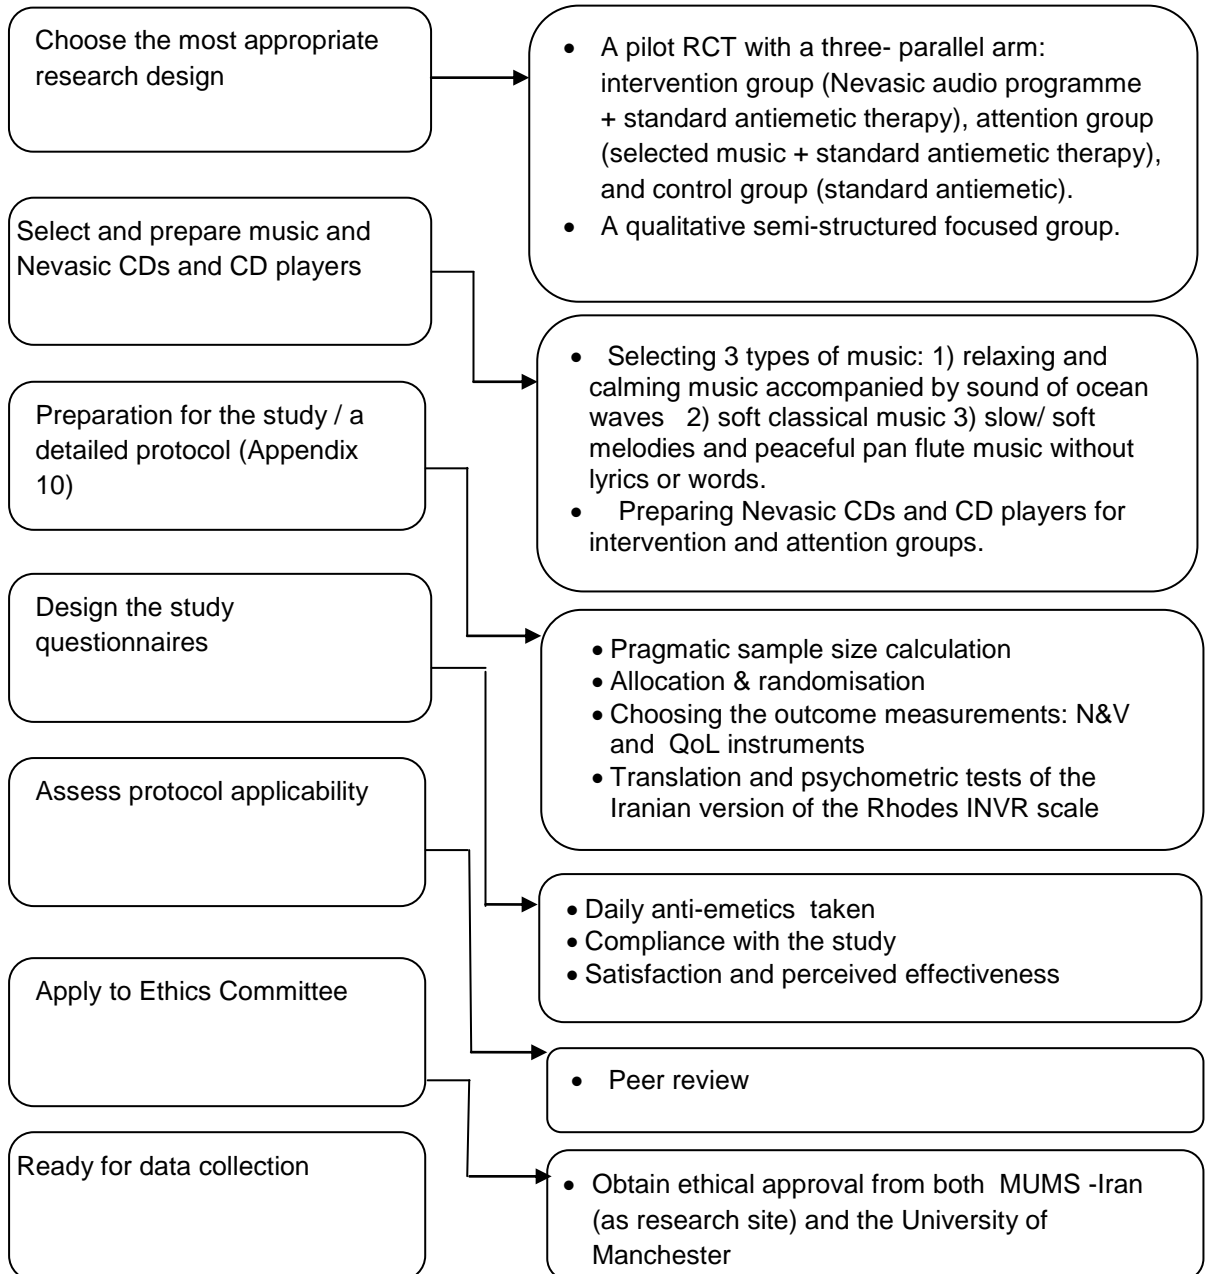 Choose the most appropriate
research design
• A pilot RCT with a three- parallel arm:
intervention group (Nevasic audio programme
+ standard antiemetic therapy), attention group
(selected music + standard antiemetic therapy),
and control group (standard antiemetic).
• A qualitative semi-structured focused group.
Select and prepare music and
Nevasic CDs and CD players
• Selecting 3 types of music: 1) relaxing and
calming music accompanied by sound of ocean
waves 2) soft classical music 3) slow/ soft
melodies and peaceful pan flute music without
lyrics or words.
• Preparing Nevasic CDs and CD players for
intervention and attention groups.
Preparation for the study / a
detailed protocol (Appendix
10)
• Pragmatic sample size calculation
• Allocation & randomisation
• Choosing the outcome measurements: N&V
and QoL instruments
• Translation and psychometric tests of the
Iranian version of the Rhodes INVR scale
Design the study
questionnaires
• Daily anti-emetics taken
• Compliance with the study
• Satisfaction and perceived effectiveness
Assess protocol applicability
• Peer review
Apply to Ethics Committee
• Obtain ethical approval from both MUMS -Iran
(as research site) and the University of
Manchester
Ready for data collection